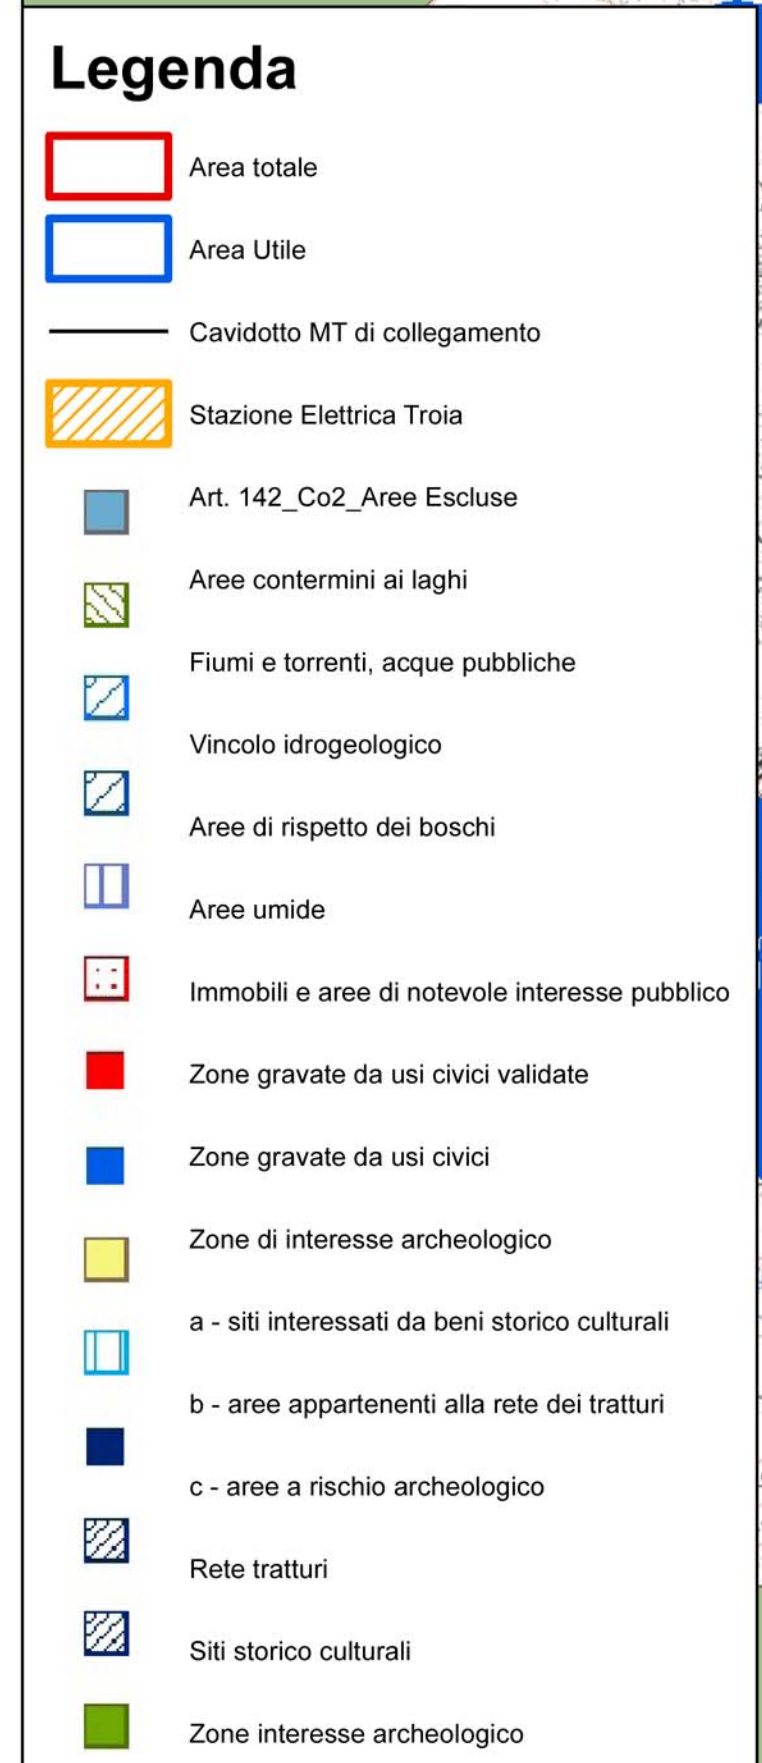 Legenda
Area totale
Area Utile
Cavidotto MT di collegamento
Stazione Elettrica Troia
Art. 142_Co2_Aree Escluse
Aree contermini ai laghi
Fiumi e torrenti, acque pubbliche
Vincolo idrogeologico
Aree di rispetto dei boschi
Aree umide
Immobili e aree di notevole interesse pubblico
Zone gravate da usi civici validate
Zone gravate da usi civici
Zone di interesse archeologico
a - siti interessati da beni storico culturali
b - aree appartenenti alla rete dei tratturi
c - aree a rischio archeologico
Rete tratturi
Siti storico culturali
Zone interesse archeologico